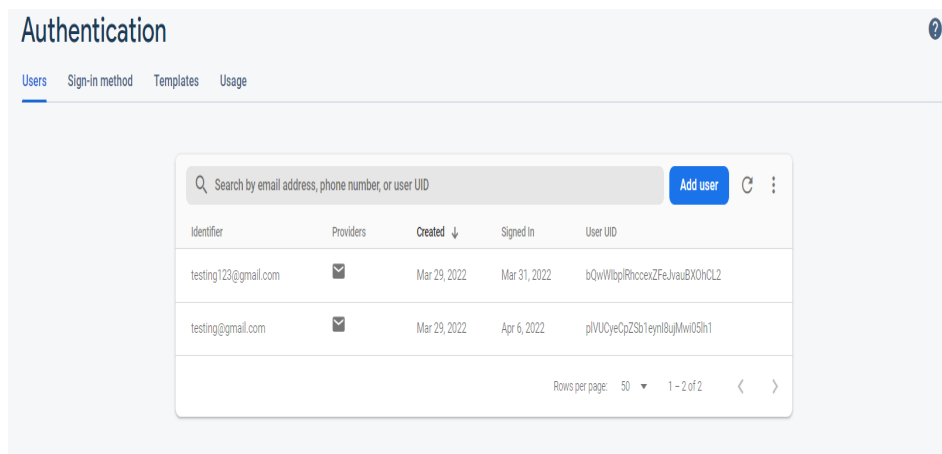 Authentication
?
Users Sign-in method Templates Usage
Search by email address, phone number, or user UID Add user
Identifier Providers Created Signed In User UID
testing123@gmail.com Mar 29, 2022 Mar 31, 2022
testing@gmail.com Mar 29, 2022 Apr 6, 2022
Rows per page: 50 1 – 2 of 2